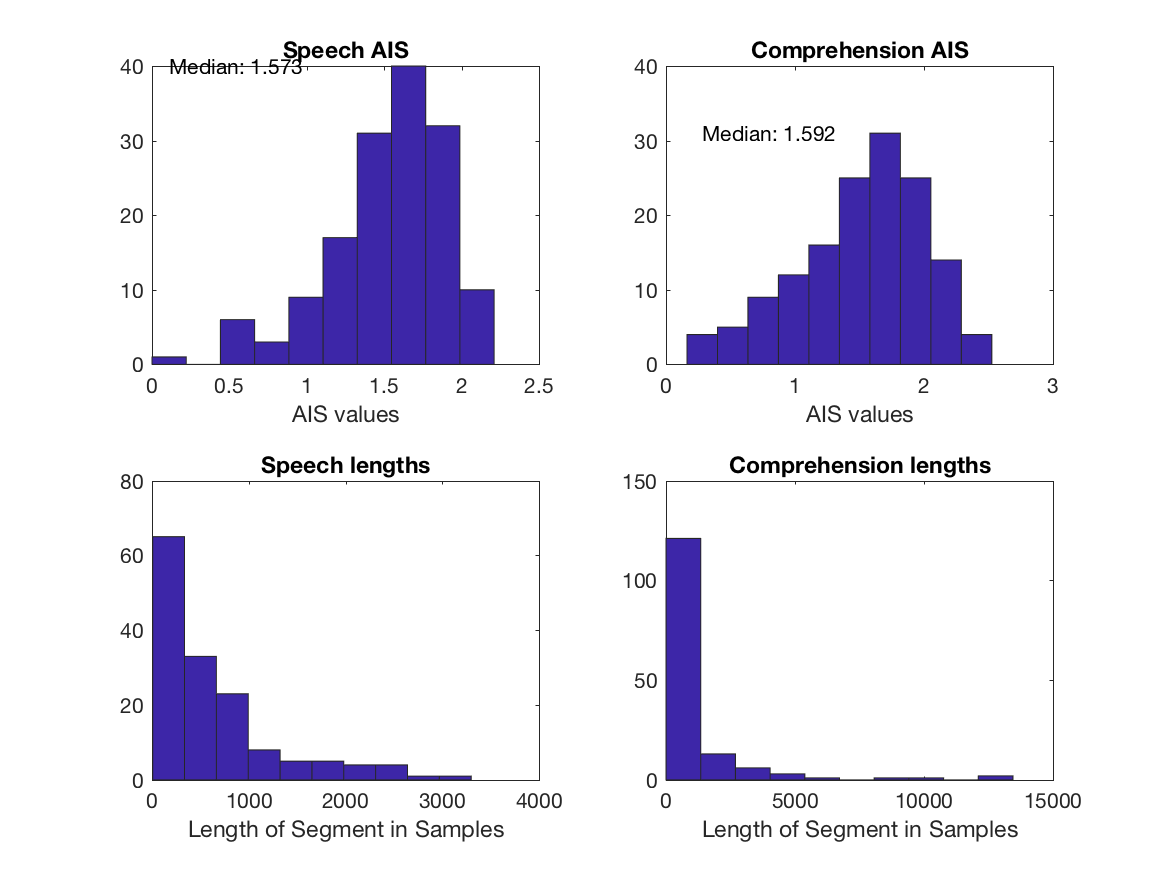 Speech AIS
Median: 1.573
40
30
20
10
0
0 0.5 1 1.5 2 2.5
AIS values
Comprehension AIS
Median: 1.592
40
30
20
10
0
0 1 2 3
AIS values
Speech lengths
80
60
40
20
0
0 1000 2000 3000 4000
Length of Segment in Samples
Comprehension lengths
150
100
50
0
0 5000 10000 15000
Length of Segment in Samples